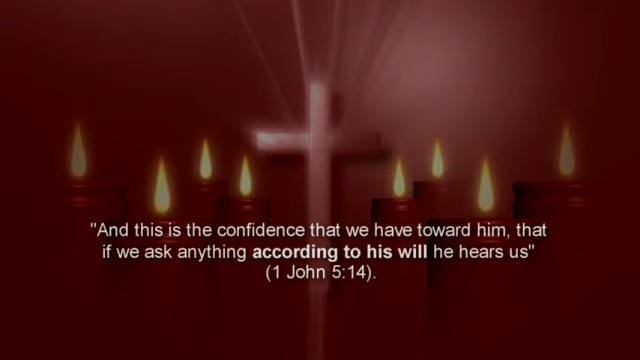 "And this is the confidence that we have toward him, that
if we ask anything according to his will he hears us"
(1 John 5:14).